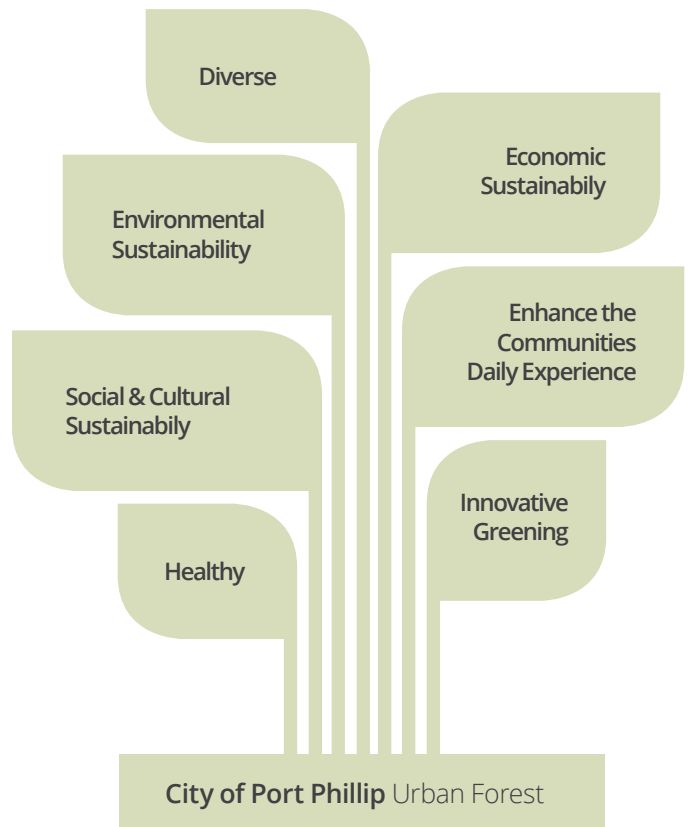 Diverse
Economic
Sustainabily
Environmental
Sustainability
Enhance the
Communities
Daily Experience
Social & Cultural
Sustainabily
Innovative
Greening
Healthy
City of Port Phillip Urban Forest